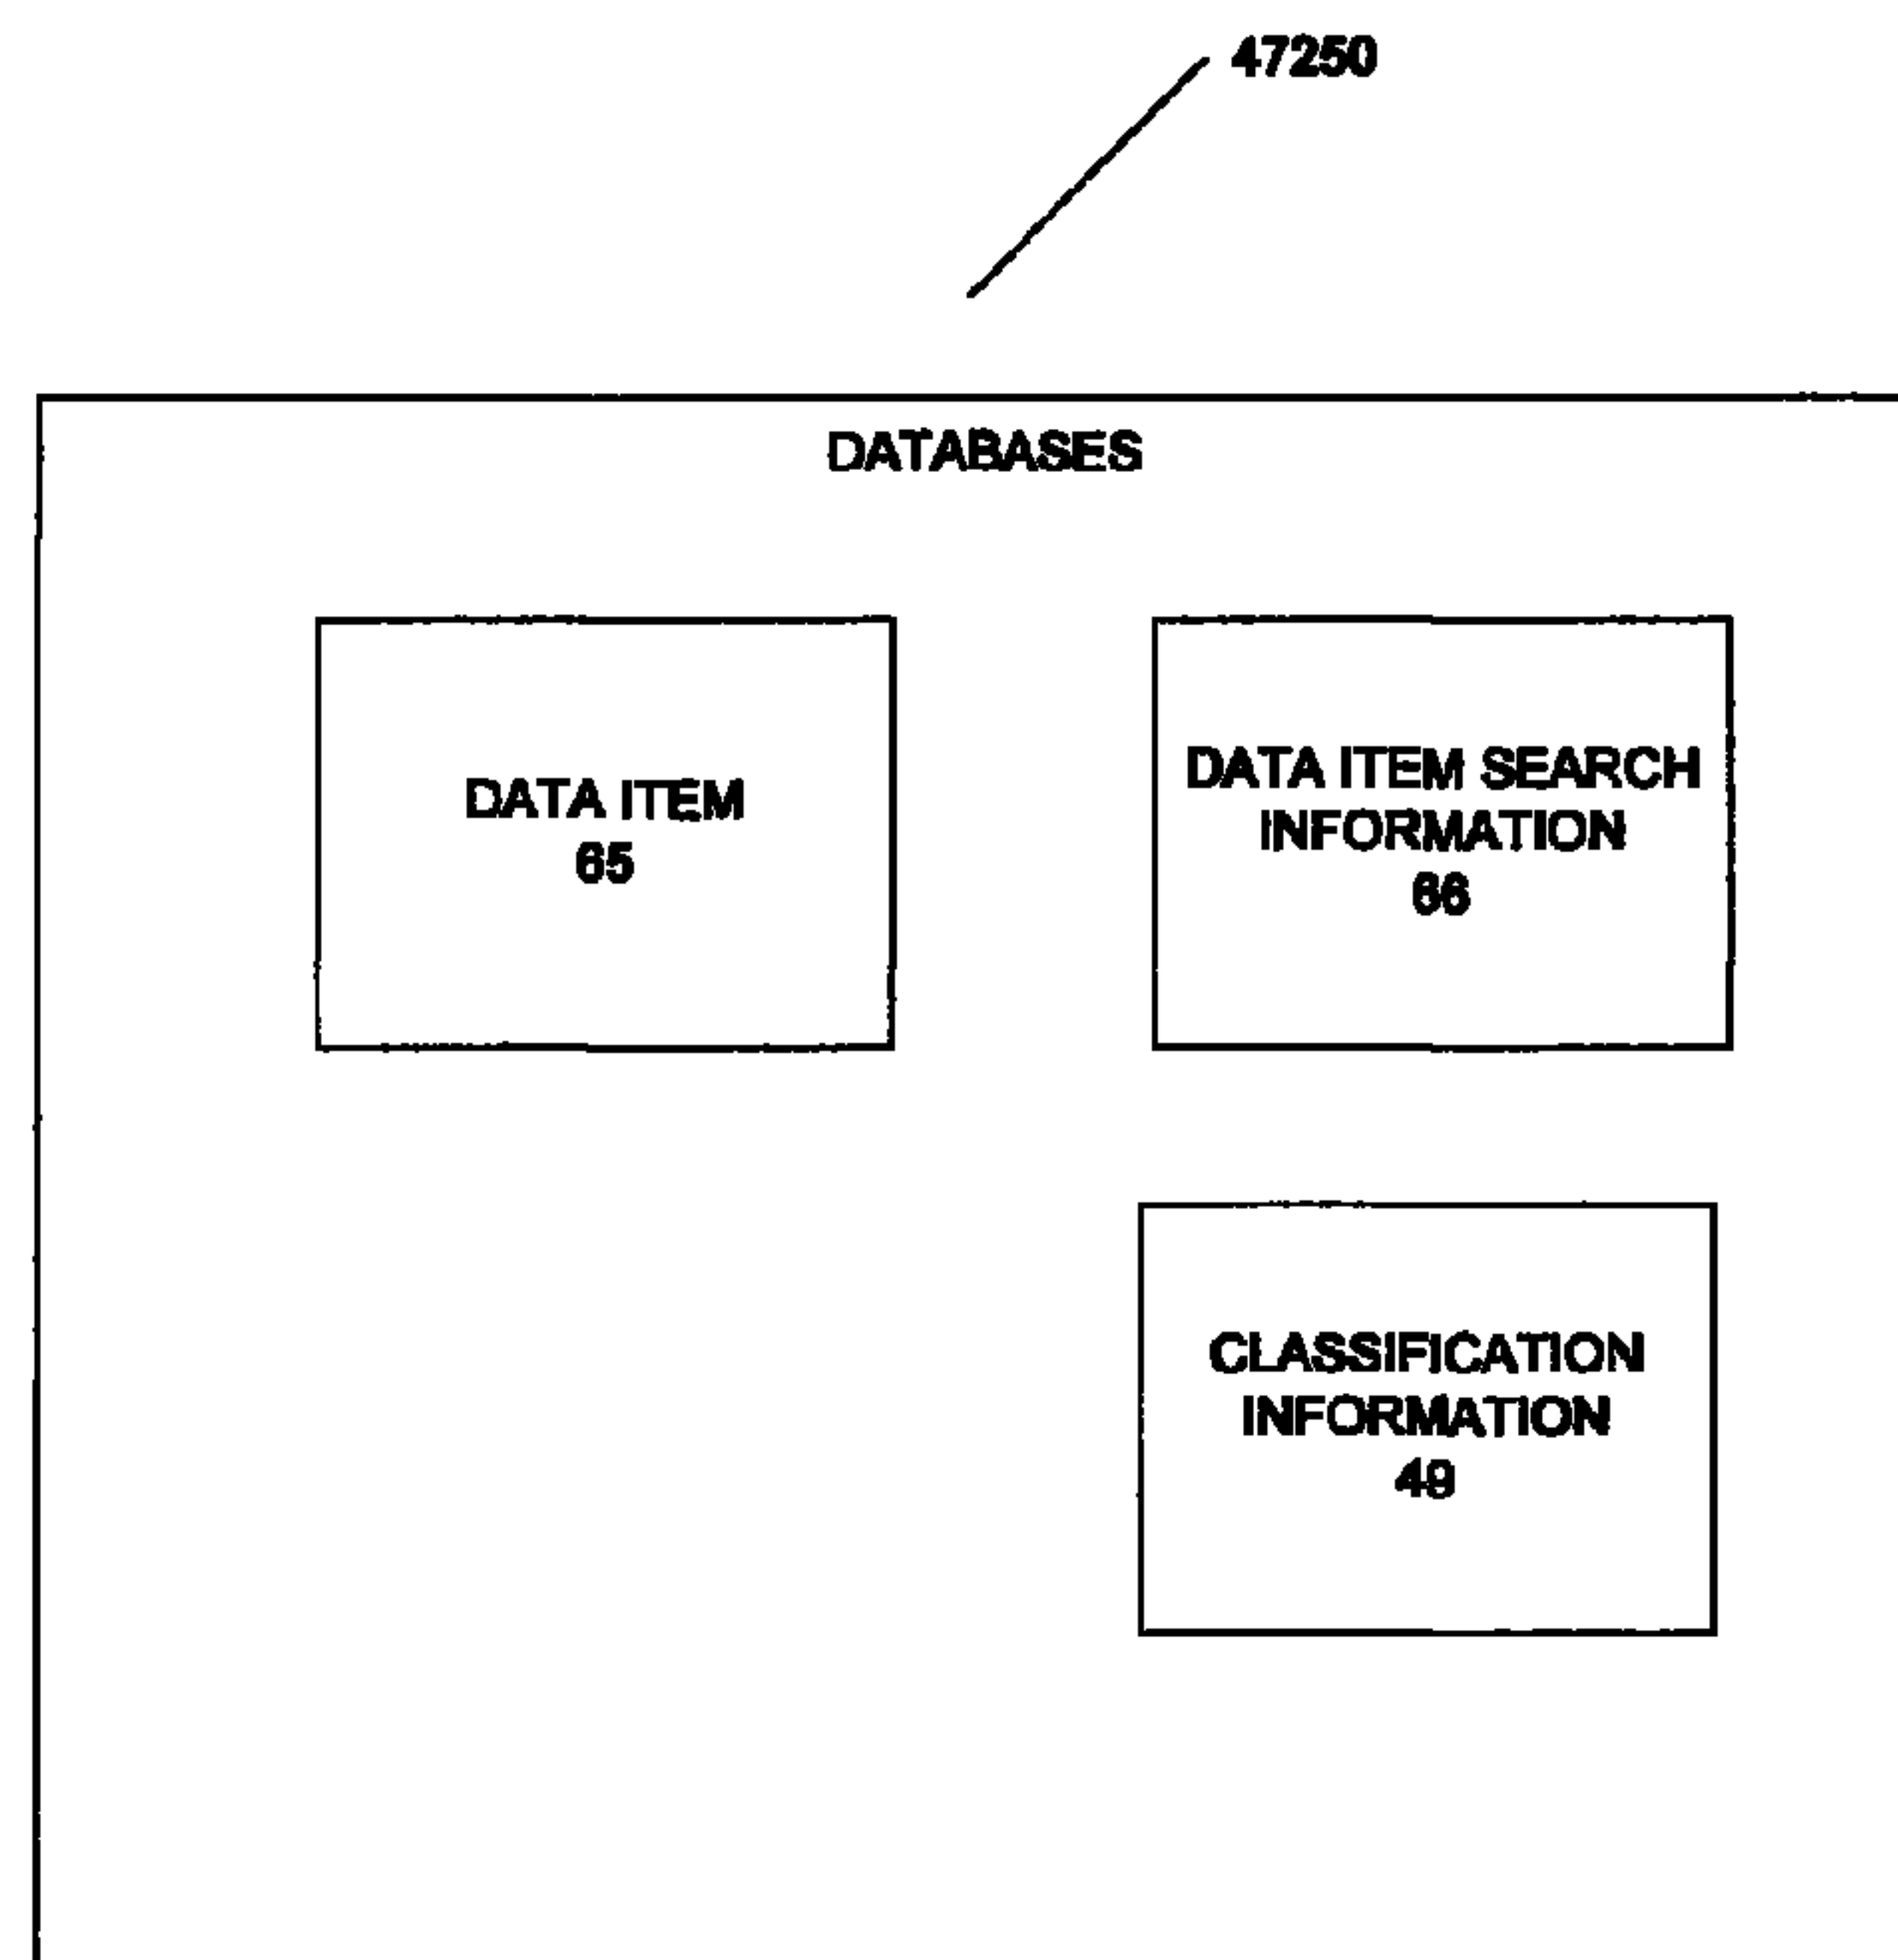 47250
DATABASES
DATA ITEM
65
DATA ITEM SEARCH
INFORMATION
66
CLASSIFICATION
INFORMATION
49